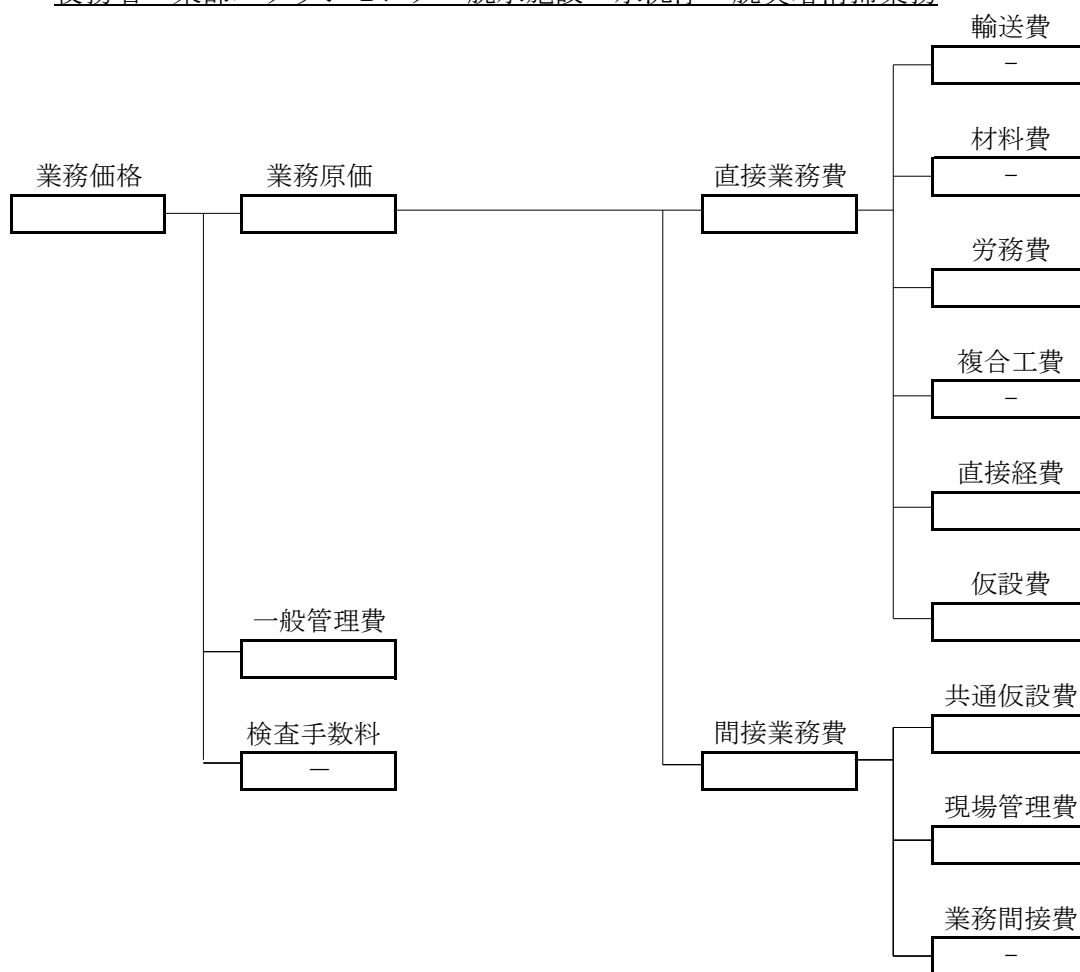 輸送費
－
材料費
業務価格
業務原価
直接業務費
－
労務費
複合工費
－
直接経費
仮設費
一般管理費
共通仮設費
検査手数料
間接業務費
－
現場管理費
業務間接費
－